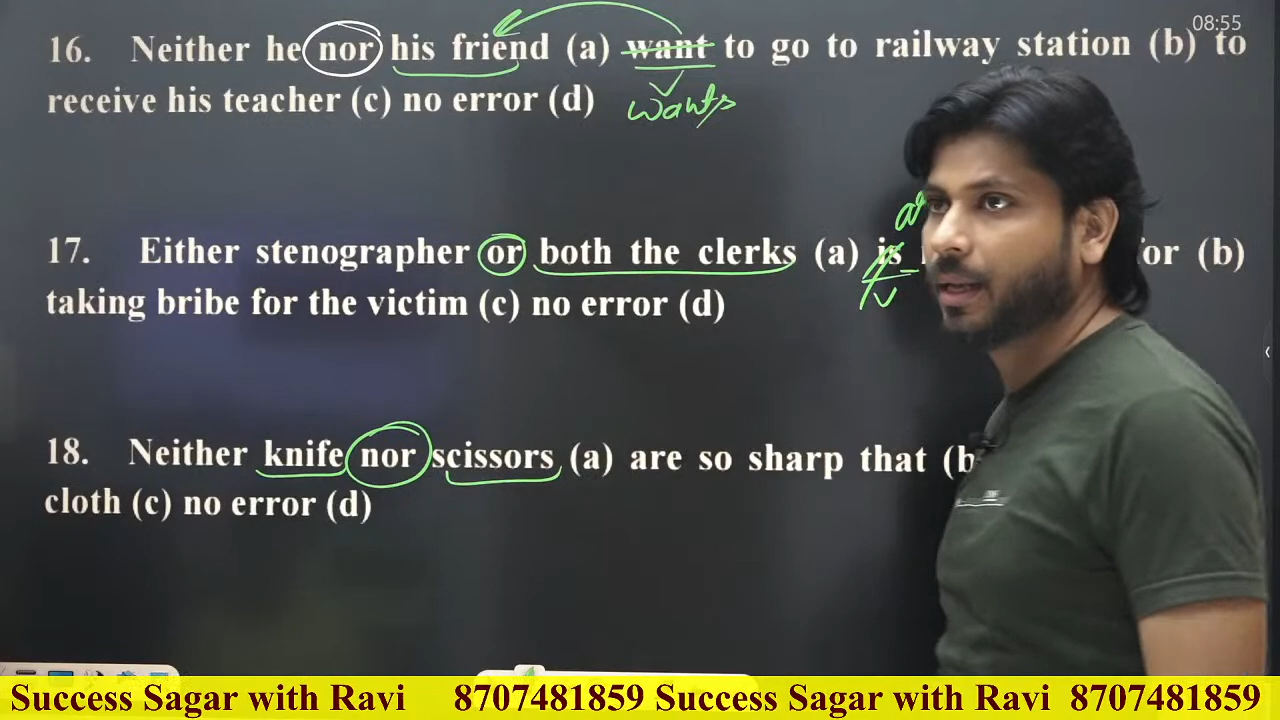 08:55
16. Neither he nor his friend (a) want to go to railway station (b) to
receive his teacher (c) no error (d)
wants
17. Either stenographer or both the clerks (a) is for (b)
taking bribe for the victim (c) no error (d)
18. Neither knife nor scissors (a) are so sharp that (b
cloth (c) no error (d)
Success Sagar with Ravi 8707481859 Success Sagar with Ravi 8707481859